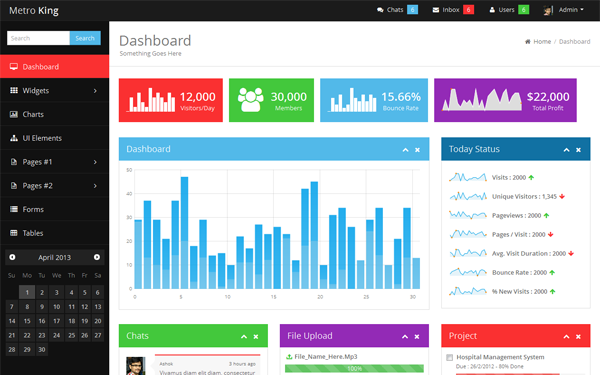 Metro King
Chats 6
Inbox 6
Users 6
Admin
Search Search
Dashboard
Something Goes Here
Home / Dashboard
Dashboard
Widgets
Charts
UI Elements
Pages #1
Pages #2
Forms
Tables
April 2013
Su Mo Tu We Th Fr Sa
1 2 3 4 5 6
7 8 9 10 11 12 13
14 15 16 17 18 19 20
21 22 23 24 25 26 27
28 29 30
12,000
Visitors/Day
30,000
Members
15.66%
Bounce Rate
$22,000
Total Profit
Dashboard
50
40
30
20
10
0
0 5 10 15 20 25 30
Today Status
Visits : 2000
Unique Visitors : 1,345
Pageviews : 2000
Pages / Visit : 2000
Avg. Visit Duration : 2000
Bounce Rate : 2000
% New Visits : 2000
Chats
Ashok 3 hours ago
Vivamus diam elit diam, consectetur
File Upload
File_Name_Here.Mp3
100%
Project
Hospital Management System
Due : 28/2/2012 - 80% Done